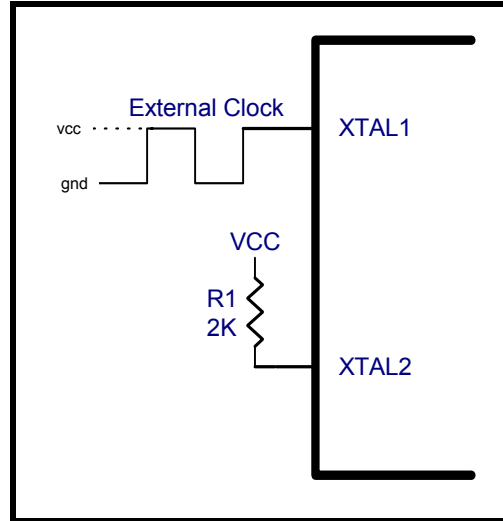 External Clock
vcc
XTAL1
gnd
VCC
R1
2K
XTAL2